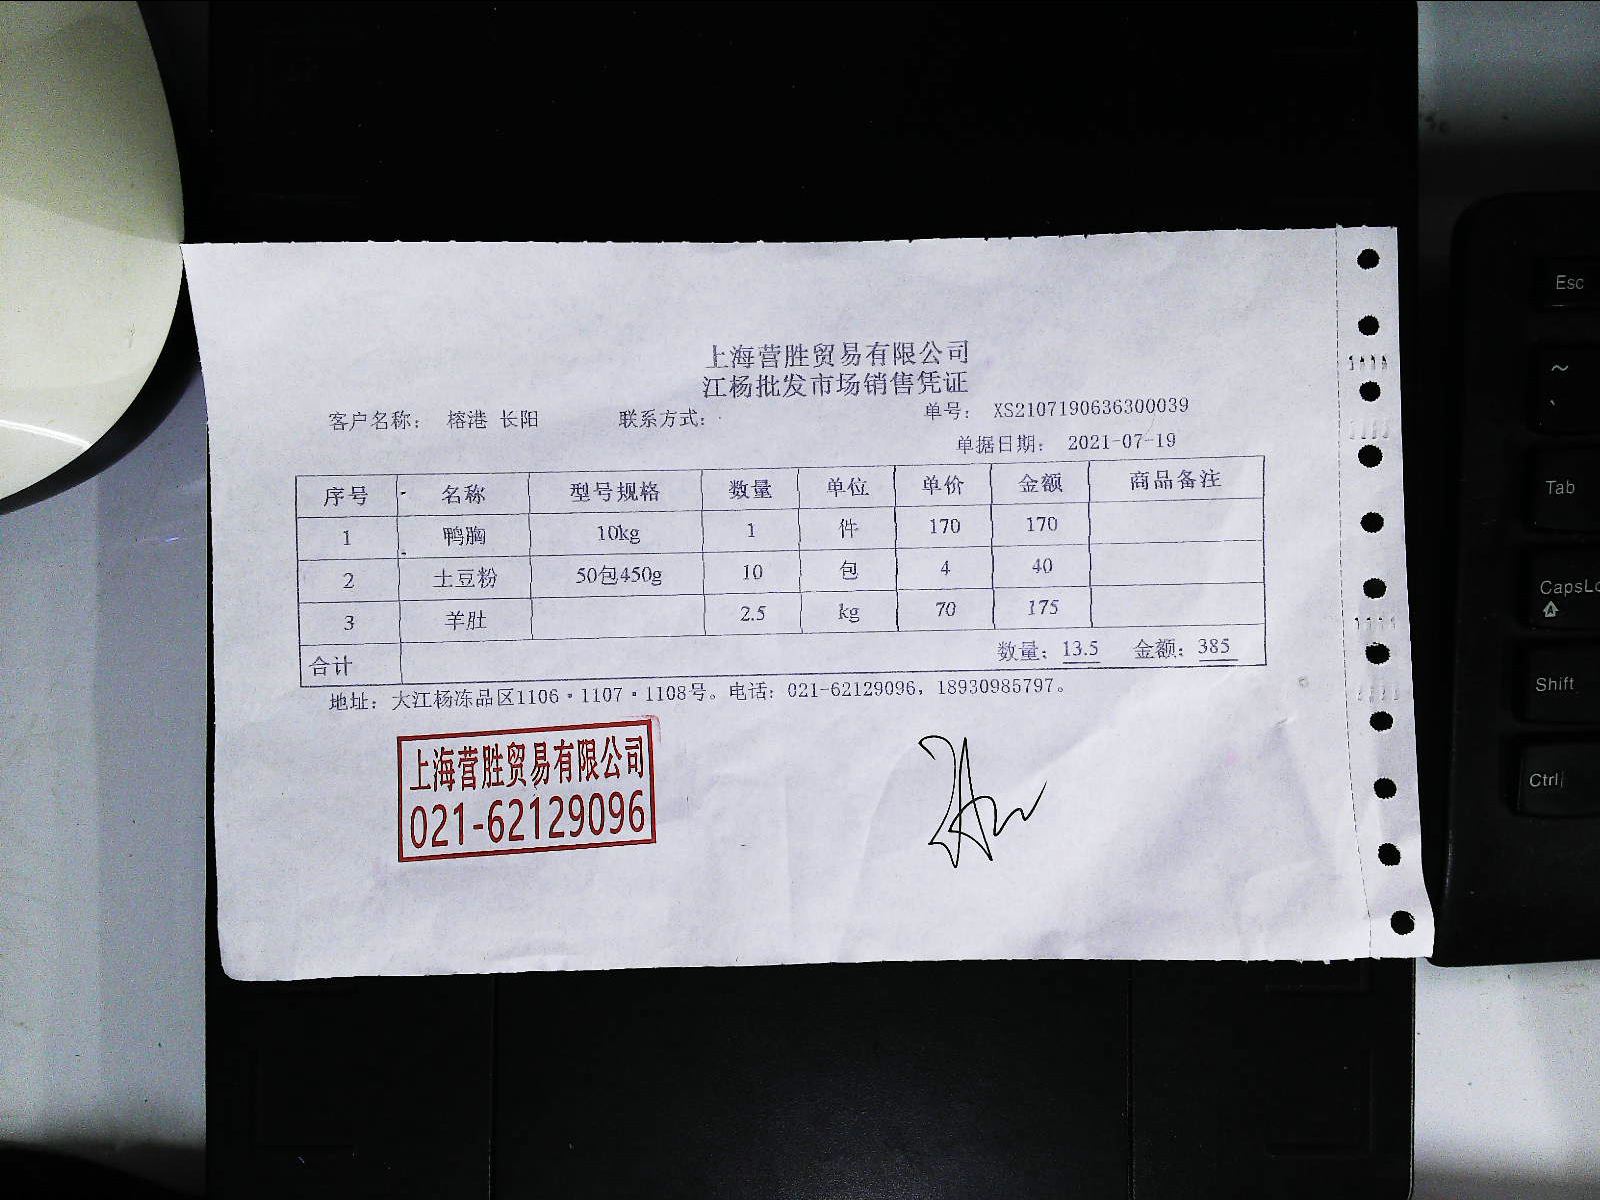 上海营胜贸易有限公司
江杨批发市场销售凭证
客户名称： 榕港 长阳 联系方式： 单号： XS2107190636300039
单据日期： 2021-07-19
序号 名称 型号规格 数量 单位 单价 金额 商品备注
1 鸭胸 10kg 1 件 170 170
2 土豆粉 50包450g 10 包 4 40
3 羊肚 2.5 kg 70 175
合计 数量：13.5 金额：385
地址：大江杨冻品区1106·1107·1108号。电话：021-62129096，18930985797。
上海营胜贸易有限公司
021-62129096
Esc
~
`
Tab
CapsLo
Shift
Ctrl